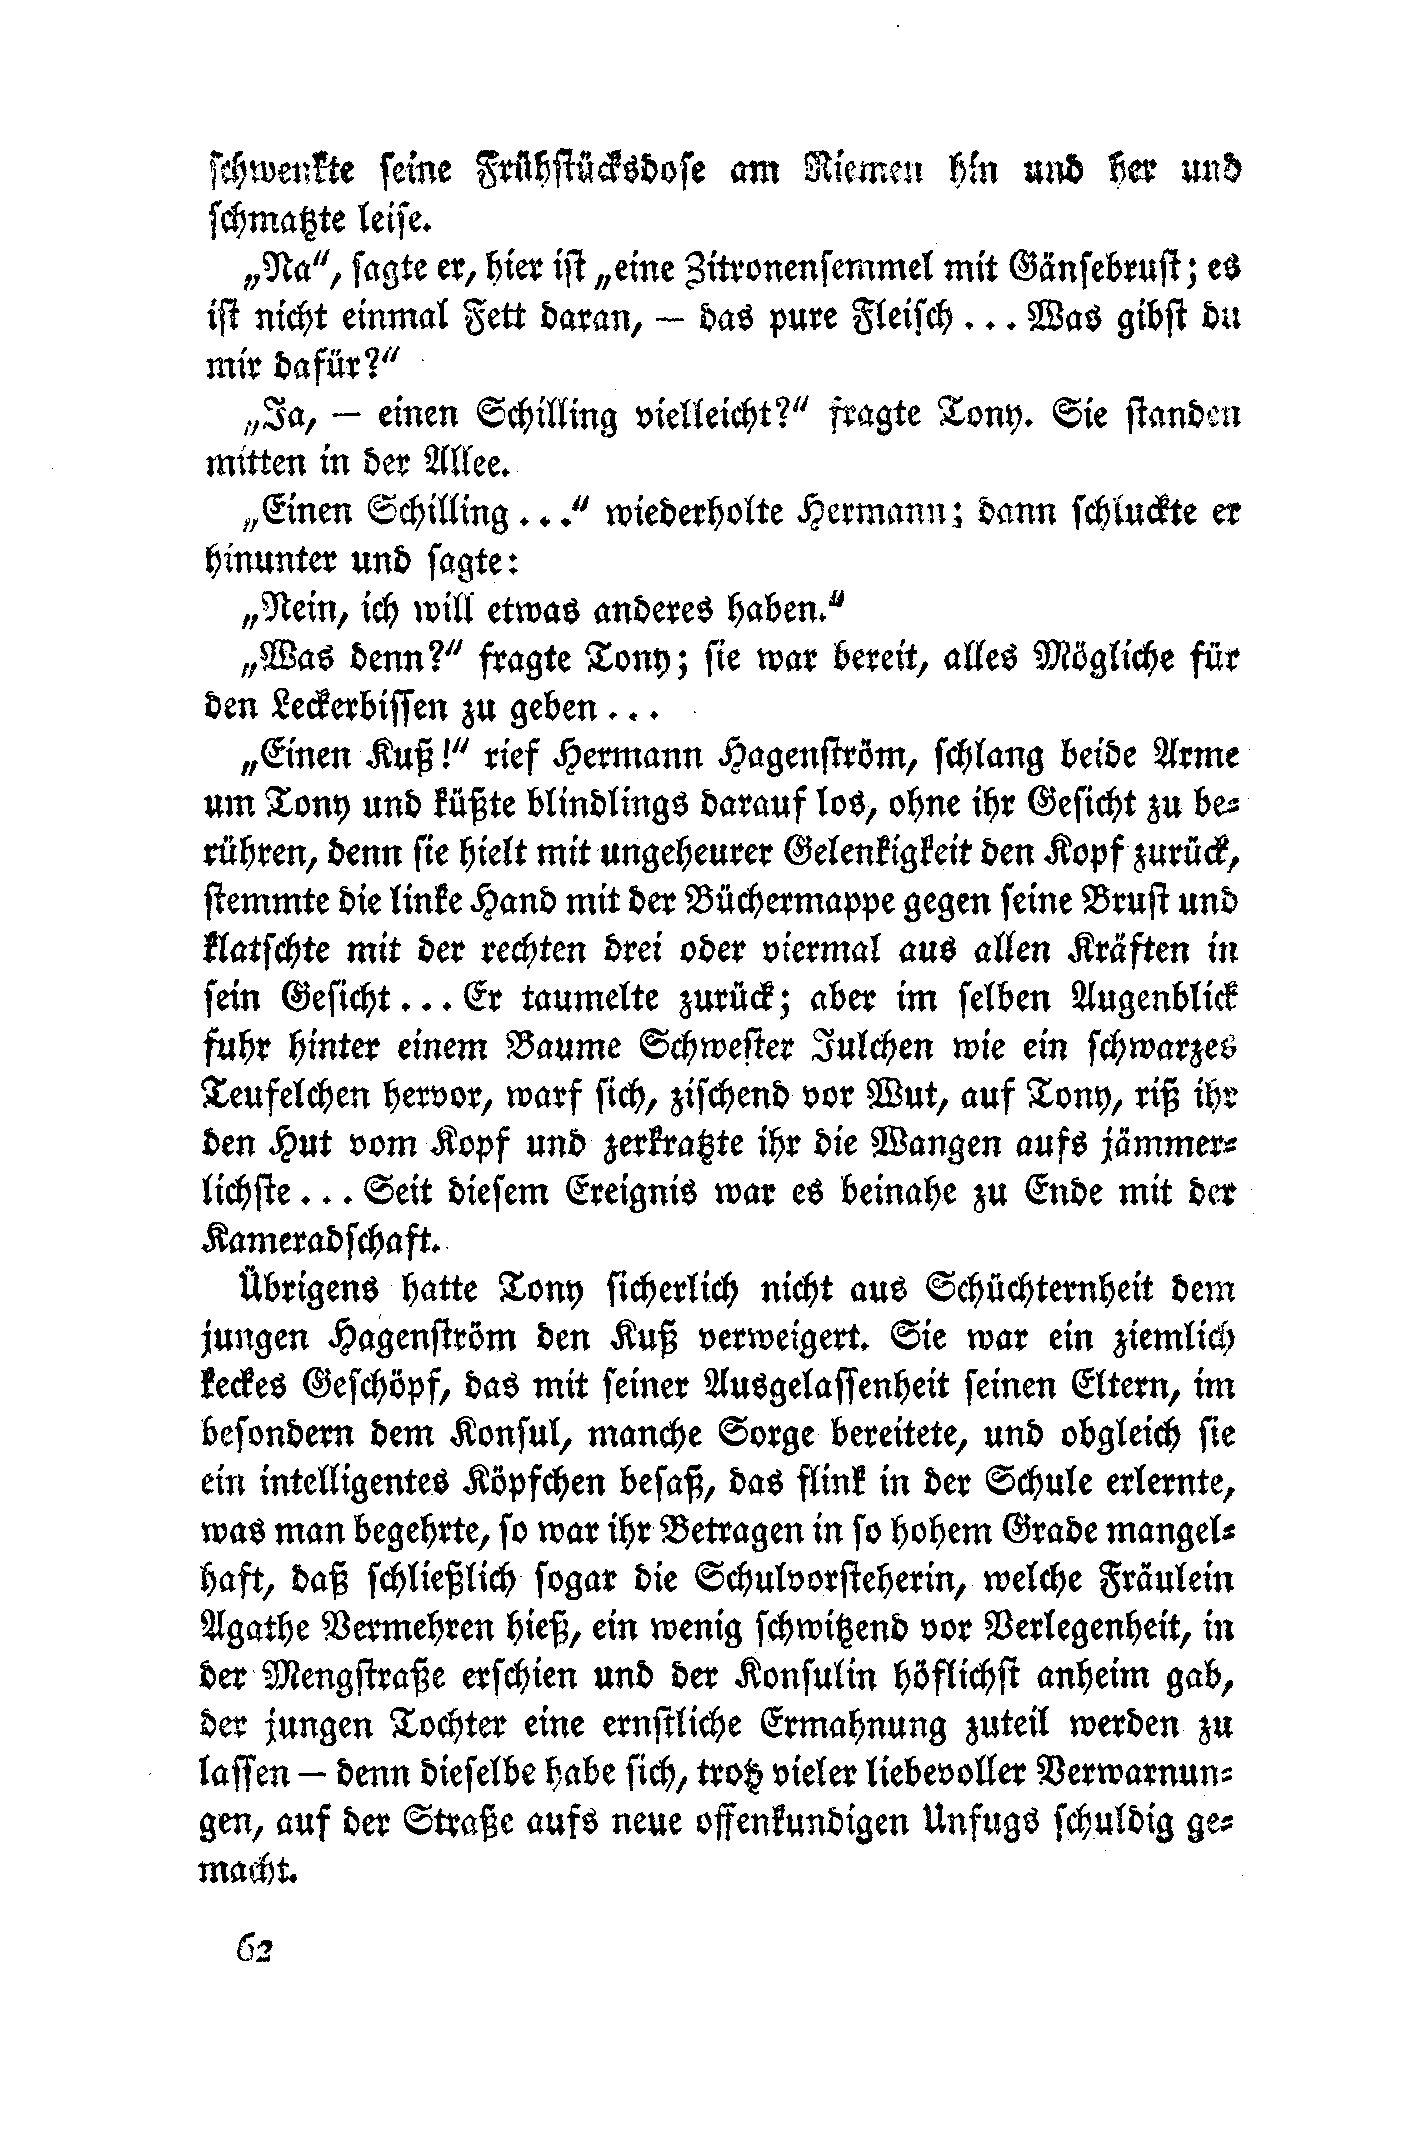 schwenkte seine Frühstücksdose am Riemen hin und her und
schmatzte leise.
„Na“, sagte er, hier ist „eine Zitronensemmel mit Gänsebrust; es
ist nicht einmal Fett daran, — das pure Fleisch... Was gibst du
mir dafür?“
„Ja, — einen Schilling vielleicht?“ fragte Tony. Sie standen
mitten in der Allee.
„Einen Schilling...“ wiederholte Hermann; dann schluckte er
hinunter und sagte:
„Nein, ich will etwas anderes haben.“
„Was denn?“ fragte Tony; sie war bereit, alles Mögliche für
den Leckerbissen zu geben...
„Einen Kuß!“ rief Hermann Hagenström, schlang beide Arme
um Tony und küßte blindlings darauf los, ohne ihr Gesicht zu be-
rühren, denn sie hielt mit ungeheurer Gelenkigkeit den Kopf zurück,
stemmte die linke Hand mit der Büchermappe gegen seine Brust und
klatschte mit der rechten drei oder viermal aus allen Kräften in
sein Gesicht... Er taumelte zurück; aber im selben Augenblick
fuhr hinter einem Baume Schwester Julchen wie ein schwarzes
Teufelchen hervor, warf sich, zischend vor Wut, auf Tony, riß ihr
den Hut vom Kopf und zerkratzte ihr die Wangen aufs jämmer-
lichste... Seit diesem Ereignis war es beinahe zu Ende mit der
Kameradschaft.
Übrigens hatte Tony sicherlich nicht aus Schüchternheit dem
jungen Hagenström den Kuß verweigert. Sie war ein ziemlich
keckes Geschöpf, das mit seiner Ausgelassenheit seinen Eltern, im
besondern dem Konsul, manche Sorge bereitete, und obgleich sie
ein intelligentes Köpfchen besaß, das flink in der Schule erlernte,
was man begehrte, so war ihr Betragen in so hohem Grade mangel-
haft, daß schließlich sogar die Schulvorsteherin, welche Fräulein
Agathe Vermehren hieß, ein wenig schwitzend vor Verlegenheit, in
der Mengstraße erschien und der Konsulin höflichst anheim gab,
der jungen Tochter eine ernstliche Ermahnung zuteil werden zu
lassen — denn dieselbe habe sich, trotz vieler liebevoller Verwarnun-
gen, auf der Straße aufs neue offenkundigen Unfugs schuldig ge-
macht.
62